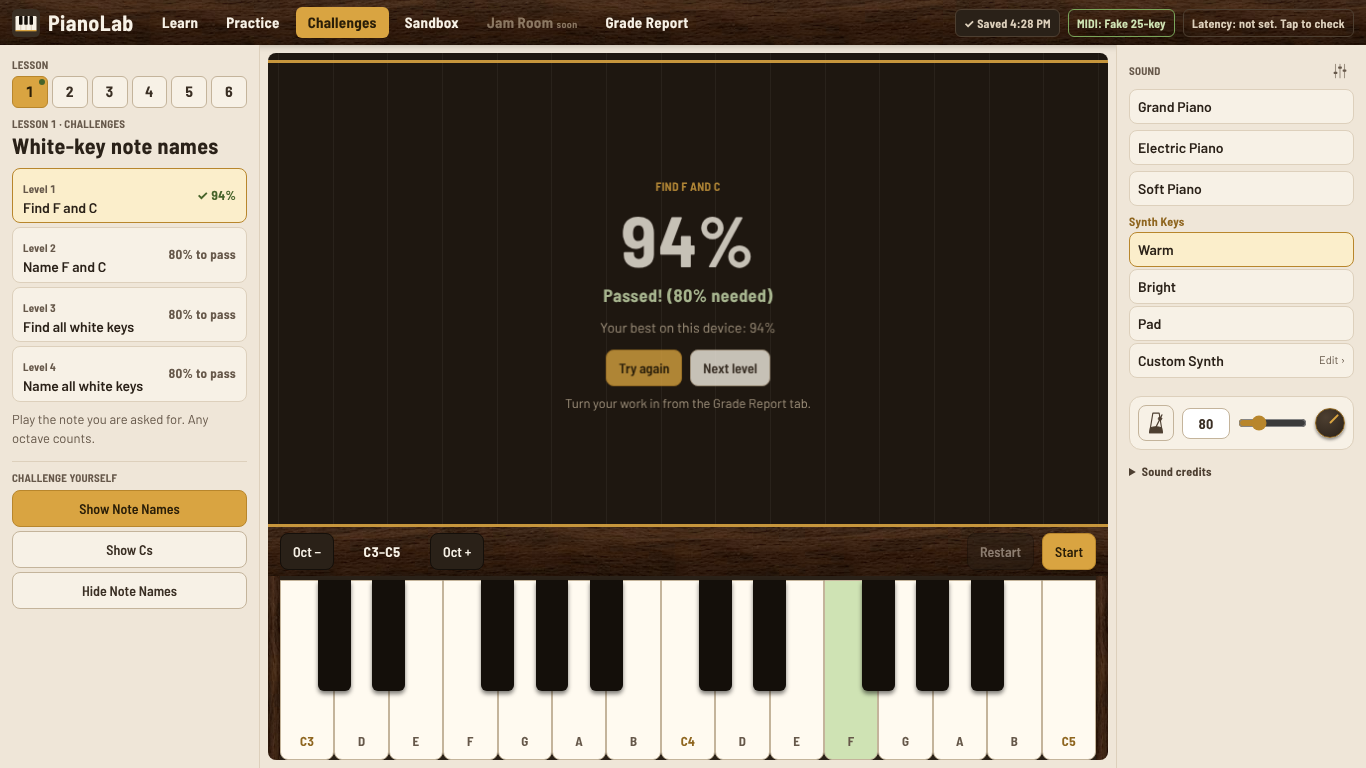 PianoLab
Learn
Practice
Challenges
Sandbox
Jam Room soon
Grade Report
✓ Saved 4:28 PM
MIDI: Fake 25-key
Latency: not set. Tap to check
LESSON
1
2
3
4
5
6
LESSON 1 · CHALLENGES
White-key note names
Level 1
Find F and C
✓ 94%
Level 2
Name F and C
80% to pass
Level 3
Find all white keys
80% to pass
Level 4
Name all white keys
80% to pass
Play the note you are asked for. Any
octave counts.
CHALLENGE YOURSELF
Show Note Names
Show Cs
Hide Note Names
FIND F AND C
94%
Passed! (80% needed)
Your best on this device: 94%
Try again
Next level
Turn your work in from the Grade Report tab.
Oct –
C3–C5
Oct +
Restart
Start
C3 D E F G A B C4 D E F G A B C5
SOUND
Grand Piano
Electric Piano
Soft Piano
Synth Keys
Warm
Bright
Pad
Custom Synth
Edit ›
80
▶ Sound credits